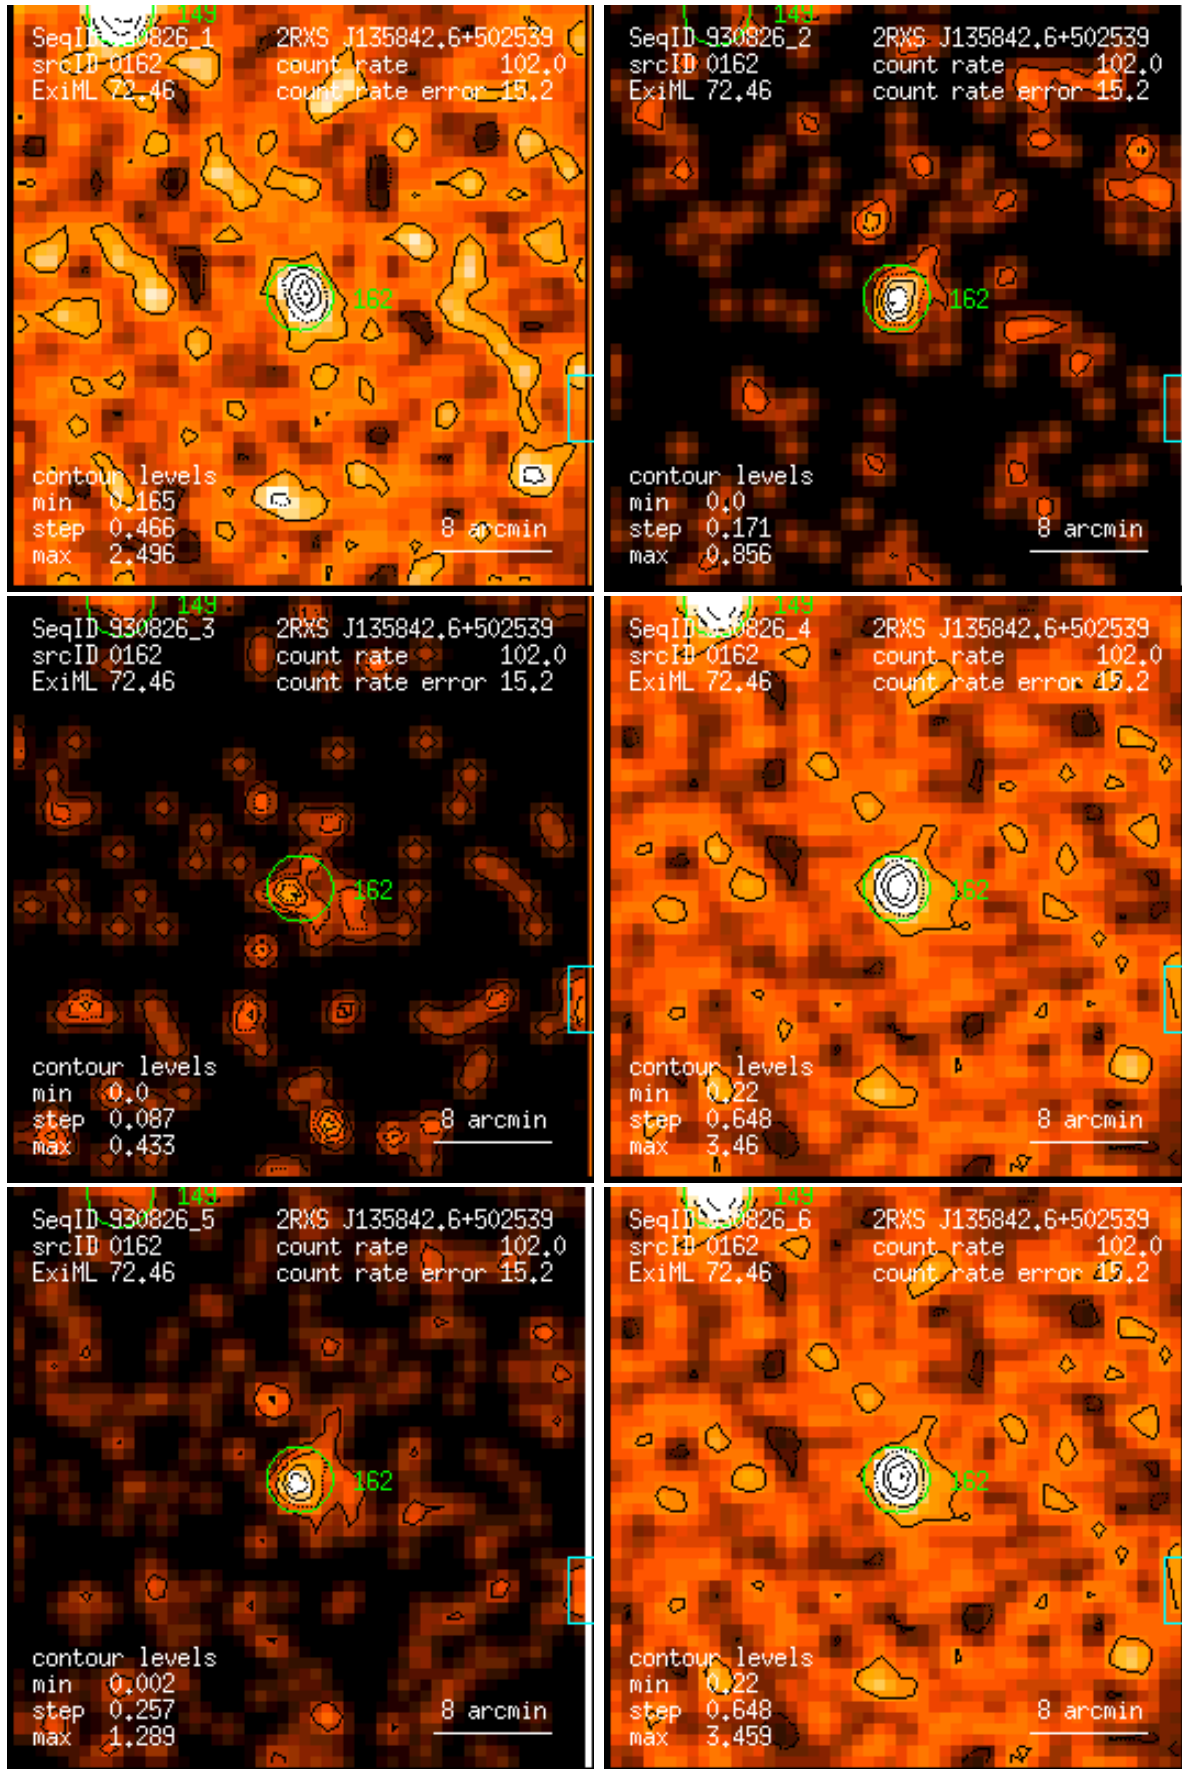 149
SeqID 930826_1 2RXS J135842.6+502539
srcID 0162 count rate 102.0
ExiML 72.46 count rate error 15.2
162
contour levels
min 0.165
step 0.466 8 arcmin
max 2.496
149
SeqID 930826_2 2RXS J135842.6+502539
srcID 0162 count rate 102.0
ExiML 72.46 count rate error 15.2
162
contour levels
min 0.0
step 0.171 8 arcmin
max 0.856
149
SeqID 930826_3 2RXS J135842.6+502539
srcID 0162 count rate 102.0
ExiML 72.46 count rate error 15.2
162
contour levels
min 0.0
step 0.087 8 arcmin
max 0.433
149
SeqID 930826_4 2RXS J135842.6+502539
srcID 0162 count rate 102.0
ExiML 72.46 count rate error 15.2
162
contour levels
min 0.22
step 0.648 8 arcmin
max 3.46
149
SeqID 930826_5 2RXS J135842.6+502539
srcID 0162 count rate 102.0
ExiML 72.46 count rate error 15.2
162
contour levels
min 0.002
step 0.257 8 arcmin
max 1.289
149
SeqID 930826_6 2RXS J135842.6+502539
srcID 0162 count rate 102.0
ExiML 72.46 count rate error 15.2
162
contour levels
min 0.22
step 0.648 8 arcmin
max 3.459